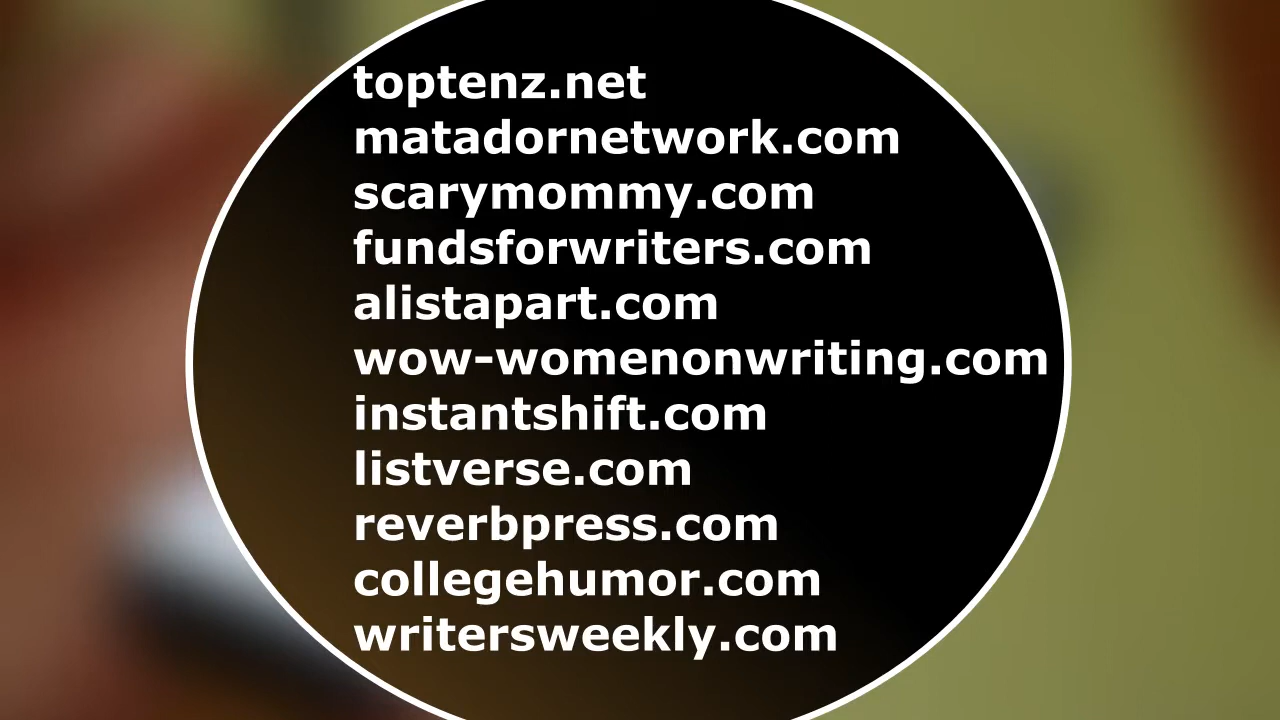 toptenz.net
matadornetwork.com
scarymommy.com
fundsforwriters.com
alistapart.com
wow-womenonwriting.com
instantshift.com
listverse.com
reverbpress.com
collegehumor.com
writersweekly.com